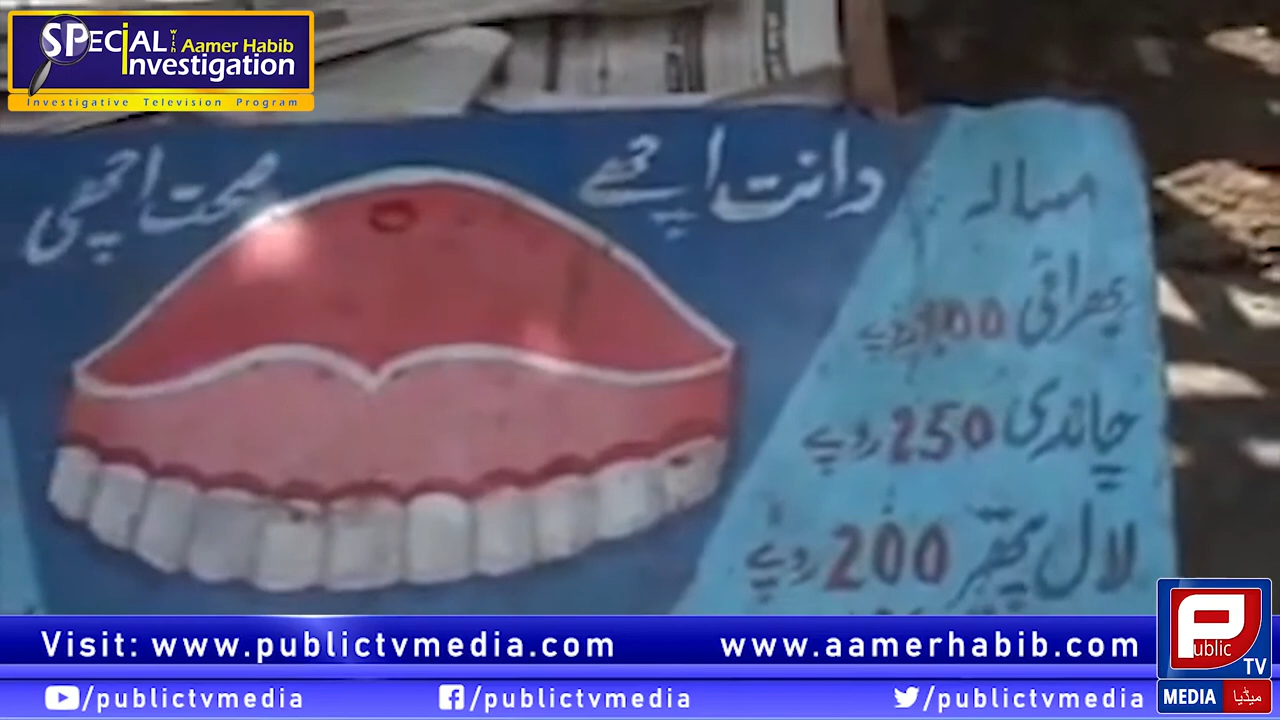 SPECIAL WITH Aamer Habib
investigation
Investigative Television Program
دانت اچھے صحت اچھی
مسالہ
بھرائی 100 روپے
چاندی 250 روپے
لال پتھر 200 روپے
Visit: www.publictvmedia.com www.aamerhabib.com
/publictvmedia /publictvmedia /publictvmedia
Public TV
MEDIA میڈیا